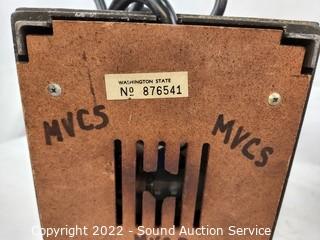 WASHINGTON STATE
Nº 876541
MVCS
MVCS
Copyright 2022 - Sound Auction Service